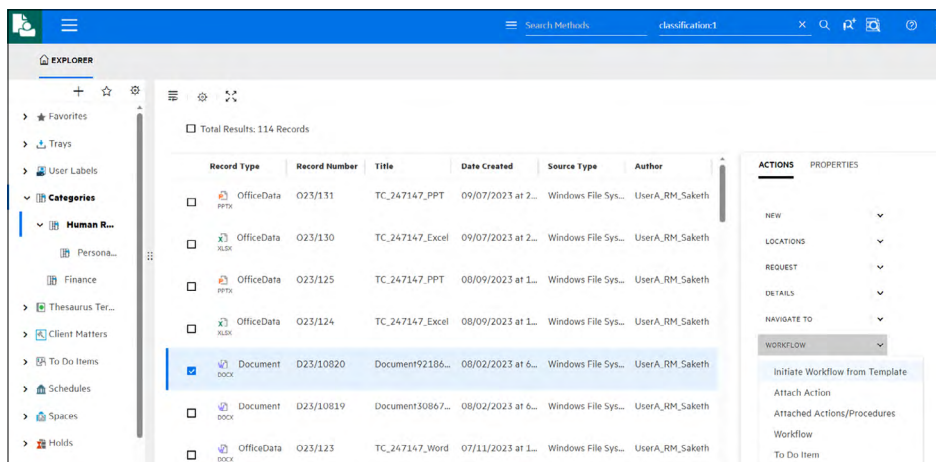 Search Methods classification:1
EXPLORER
Favorites
Trays
User Labels
Categories
Human R...
Persona...
Finance
Thesaurus Ter...
Client Matters
To Do Items
Schedules
Spaces
Holds
Total Results: 114 Records
Record Type Record Number Title Date Created Source Type Author
PPTX OfficeData O23/131 TC_247147_PPT 09/07/2023 at 2... Windows File Sys... UserA_RM_Saketh
XLSX OfficeData O23/130 TC_247147_Excel 09/07/2023 at 2... Windows File Sys... UserA_RM_Saketh
PPTX OfficeData O23/125 TC_247147_PPT 08/09/2023 at 1... Windows File Sys... UserA_RM_Saketh
XLSX OfficeData O23/124 TC_247147_Excel 08/09/2023 at 1... Windows File Sys... UserA_RM_Saketh
DOCX Document D23/10820 Document92186... 08/02/2023 at 6... Windows File Sys... UserA_RM_Saketh
DOCX Document D23/10819 Document30867... 08/02/2023 at 6... Windows File Sys... UserA_RM_Saketh
DOCX OfficeData O23/123 TC_247147_Word 07/11/2023 at 1... Windows File Sys... UserA_RM_Saketh
ACTIONS PROPERTIES
NEW
LOCATIONS
REQUEST
DETAILS
NAVIGATE TO
WORKFLOW
Initiate Workflow from Template
Attach Action
Attached Actions/Procedures
Workflow
To Do Item